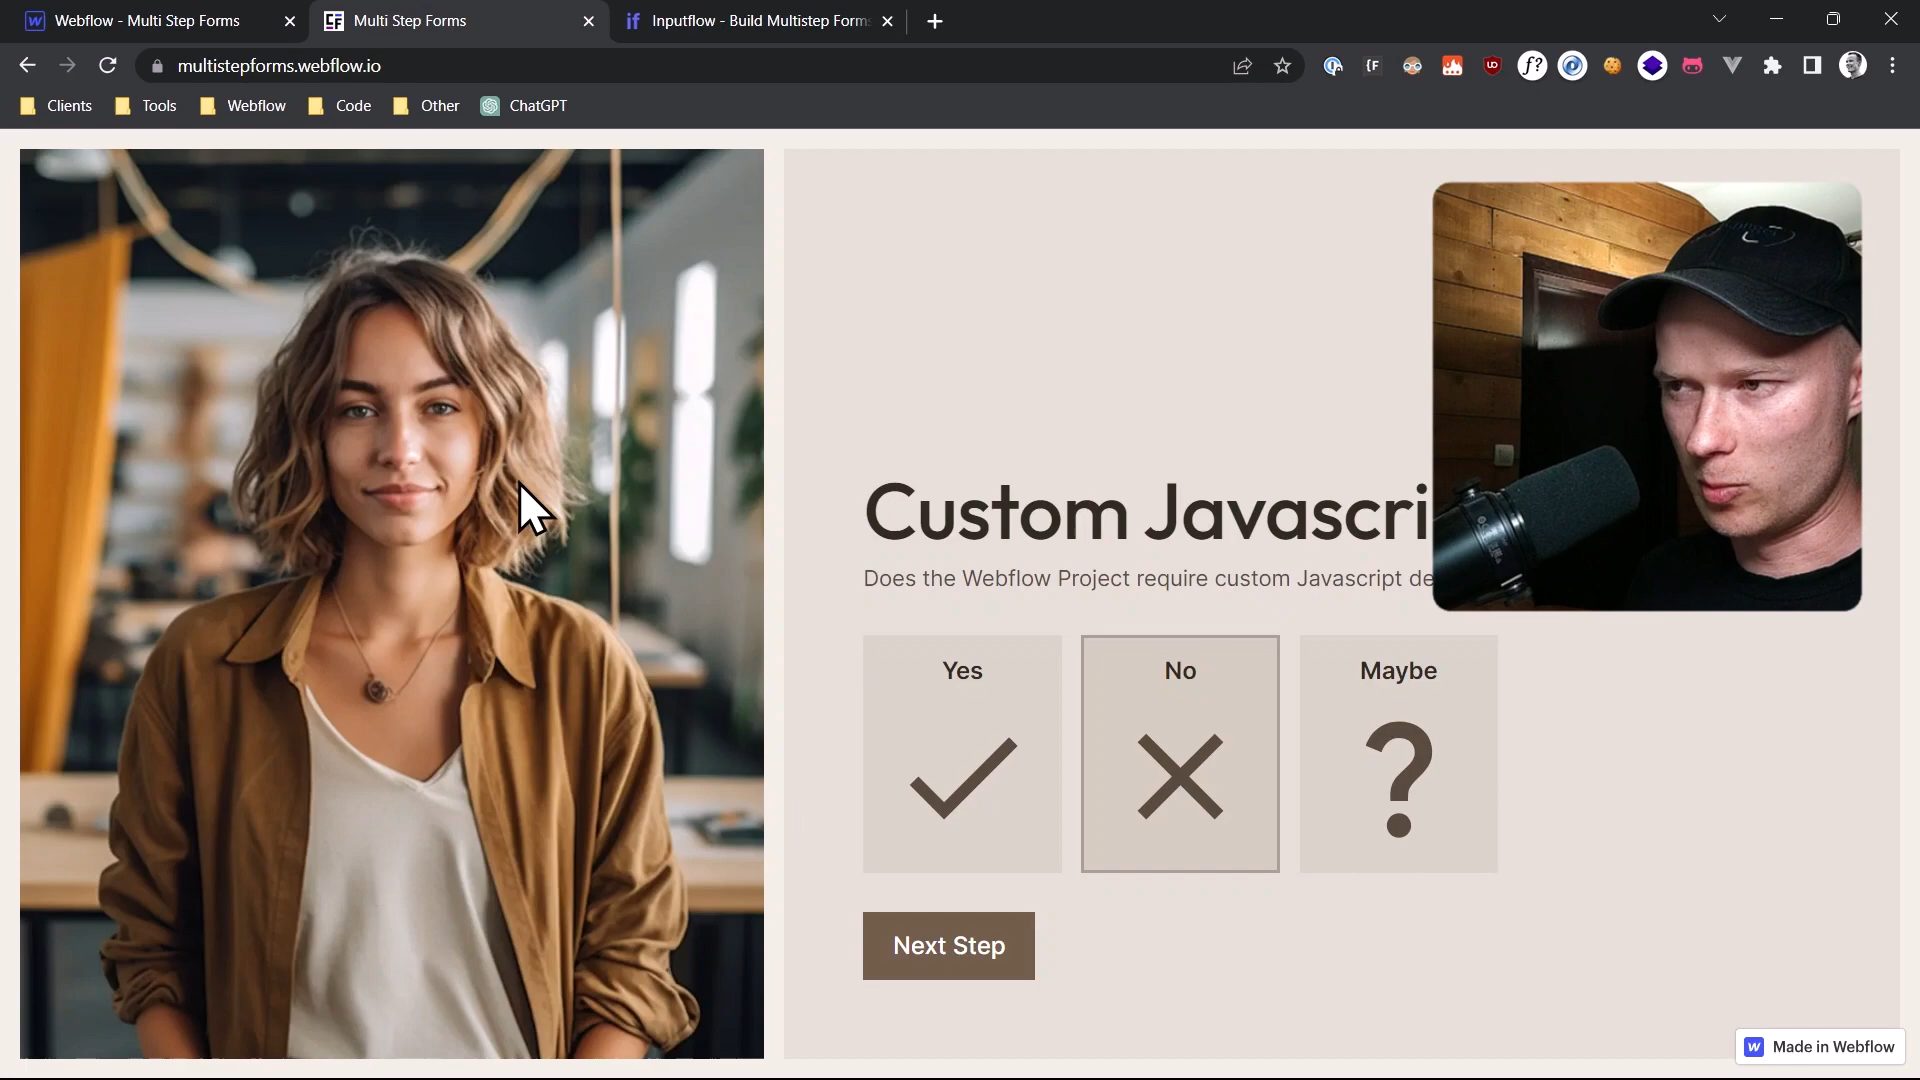 Webflow - Multi Step Forms
Multi Step Forms
Inputflow - Build Multistep Forms
multistepforms.webflow.io
Clients
Tools
Webflow
Code
Other
ChatGPT
Custom Javascri
Does the Webflow Project require custom Javascript de
Yes
No
Maybe
?
Next Step
Made in Webflow